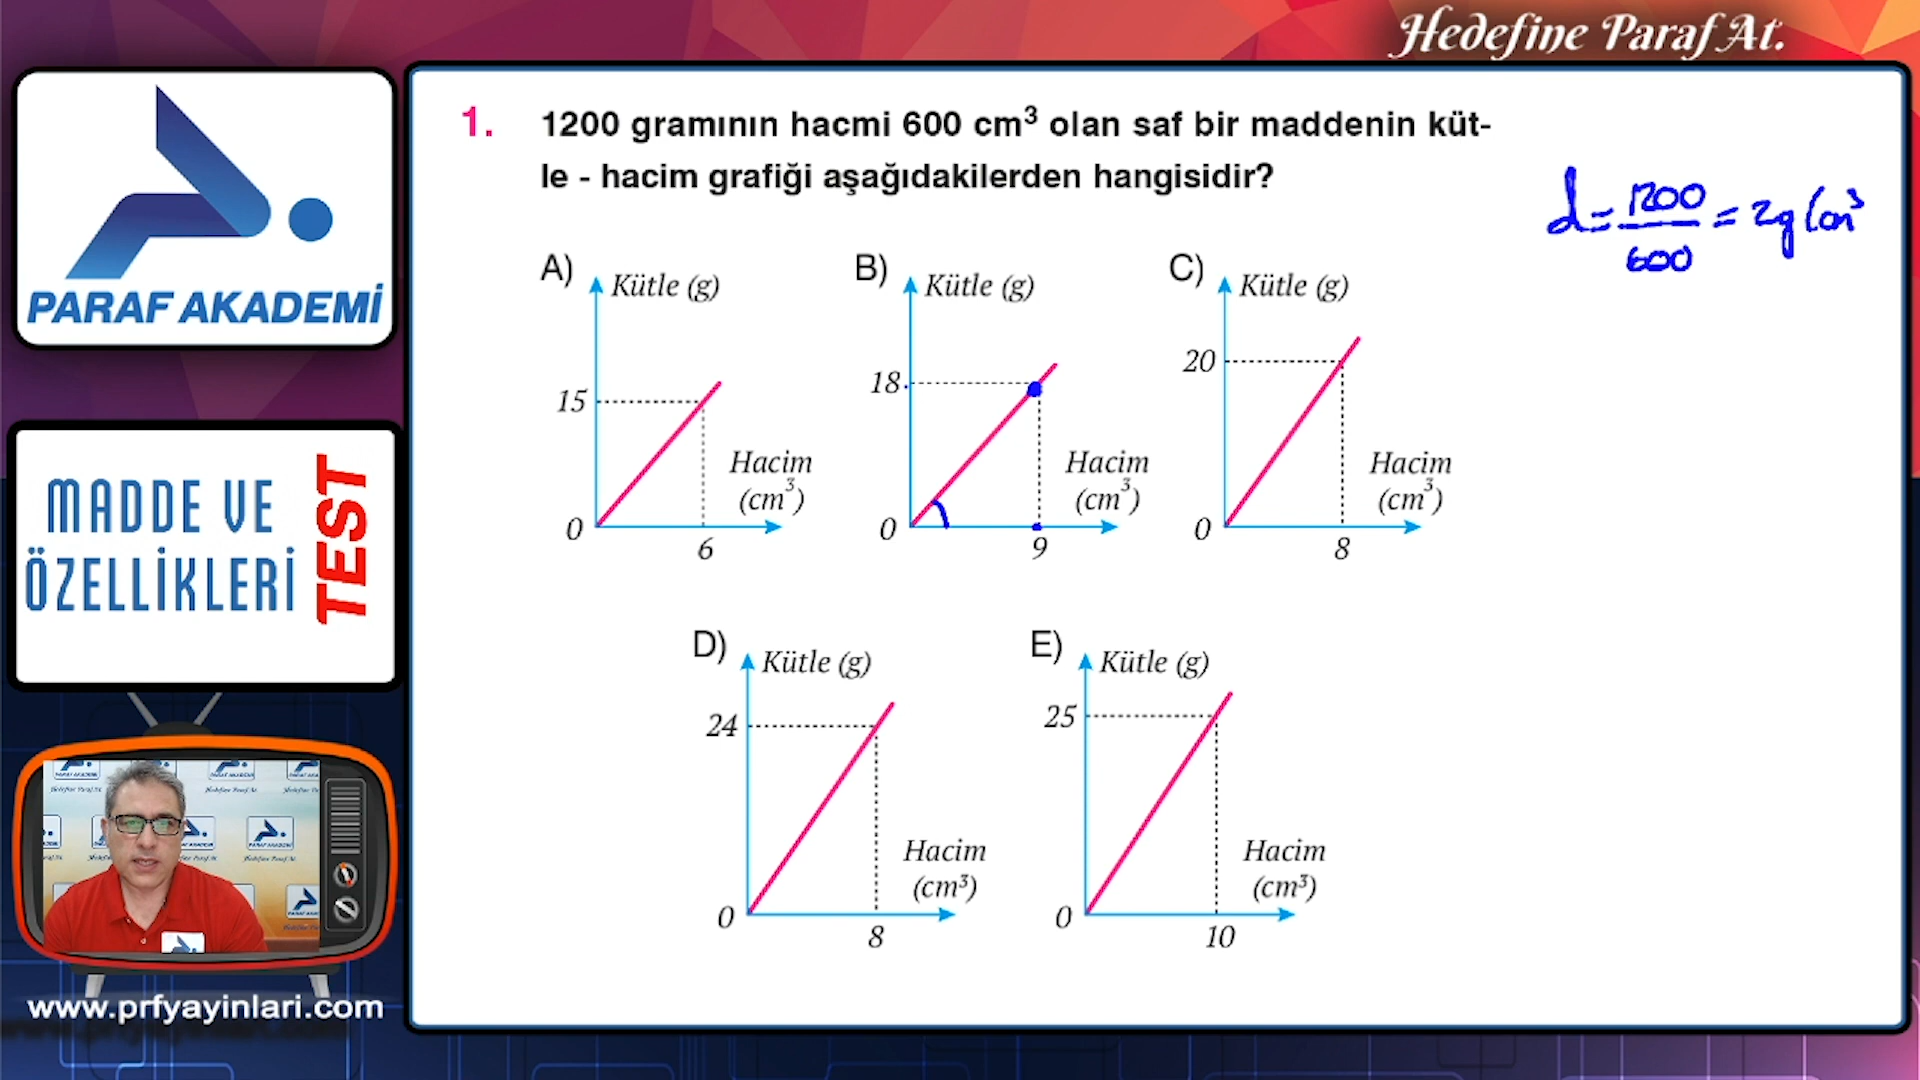 Hedefine Paraf At.
PARAF AKADEMİ
MADDE VE
ÖZELLİKLERİ
TEST
www.prfyayinlari.com
1. 1200 gramının hacmi 600 cm³ olan saf bir maddenin küt-
le - hacim grafiği aşağıdakilerden hangisidir?
d = 1200/600 = 2g/cm³
A)
Kütle (g)
15
Hacim
(cm³)
0
6
B)
Kütle (g)
18
Hacim
(cm³)
0
9
C)
Kütle (g)
20
Hacim
(cm³)
0
8
D)
Kütle (g)
24
Hacim
(cm³)
0
8
E)
Kütle (g)
25
Hacim
(cm³)
0
10